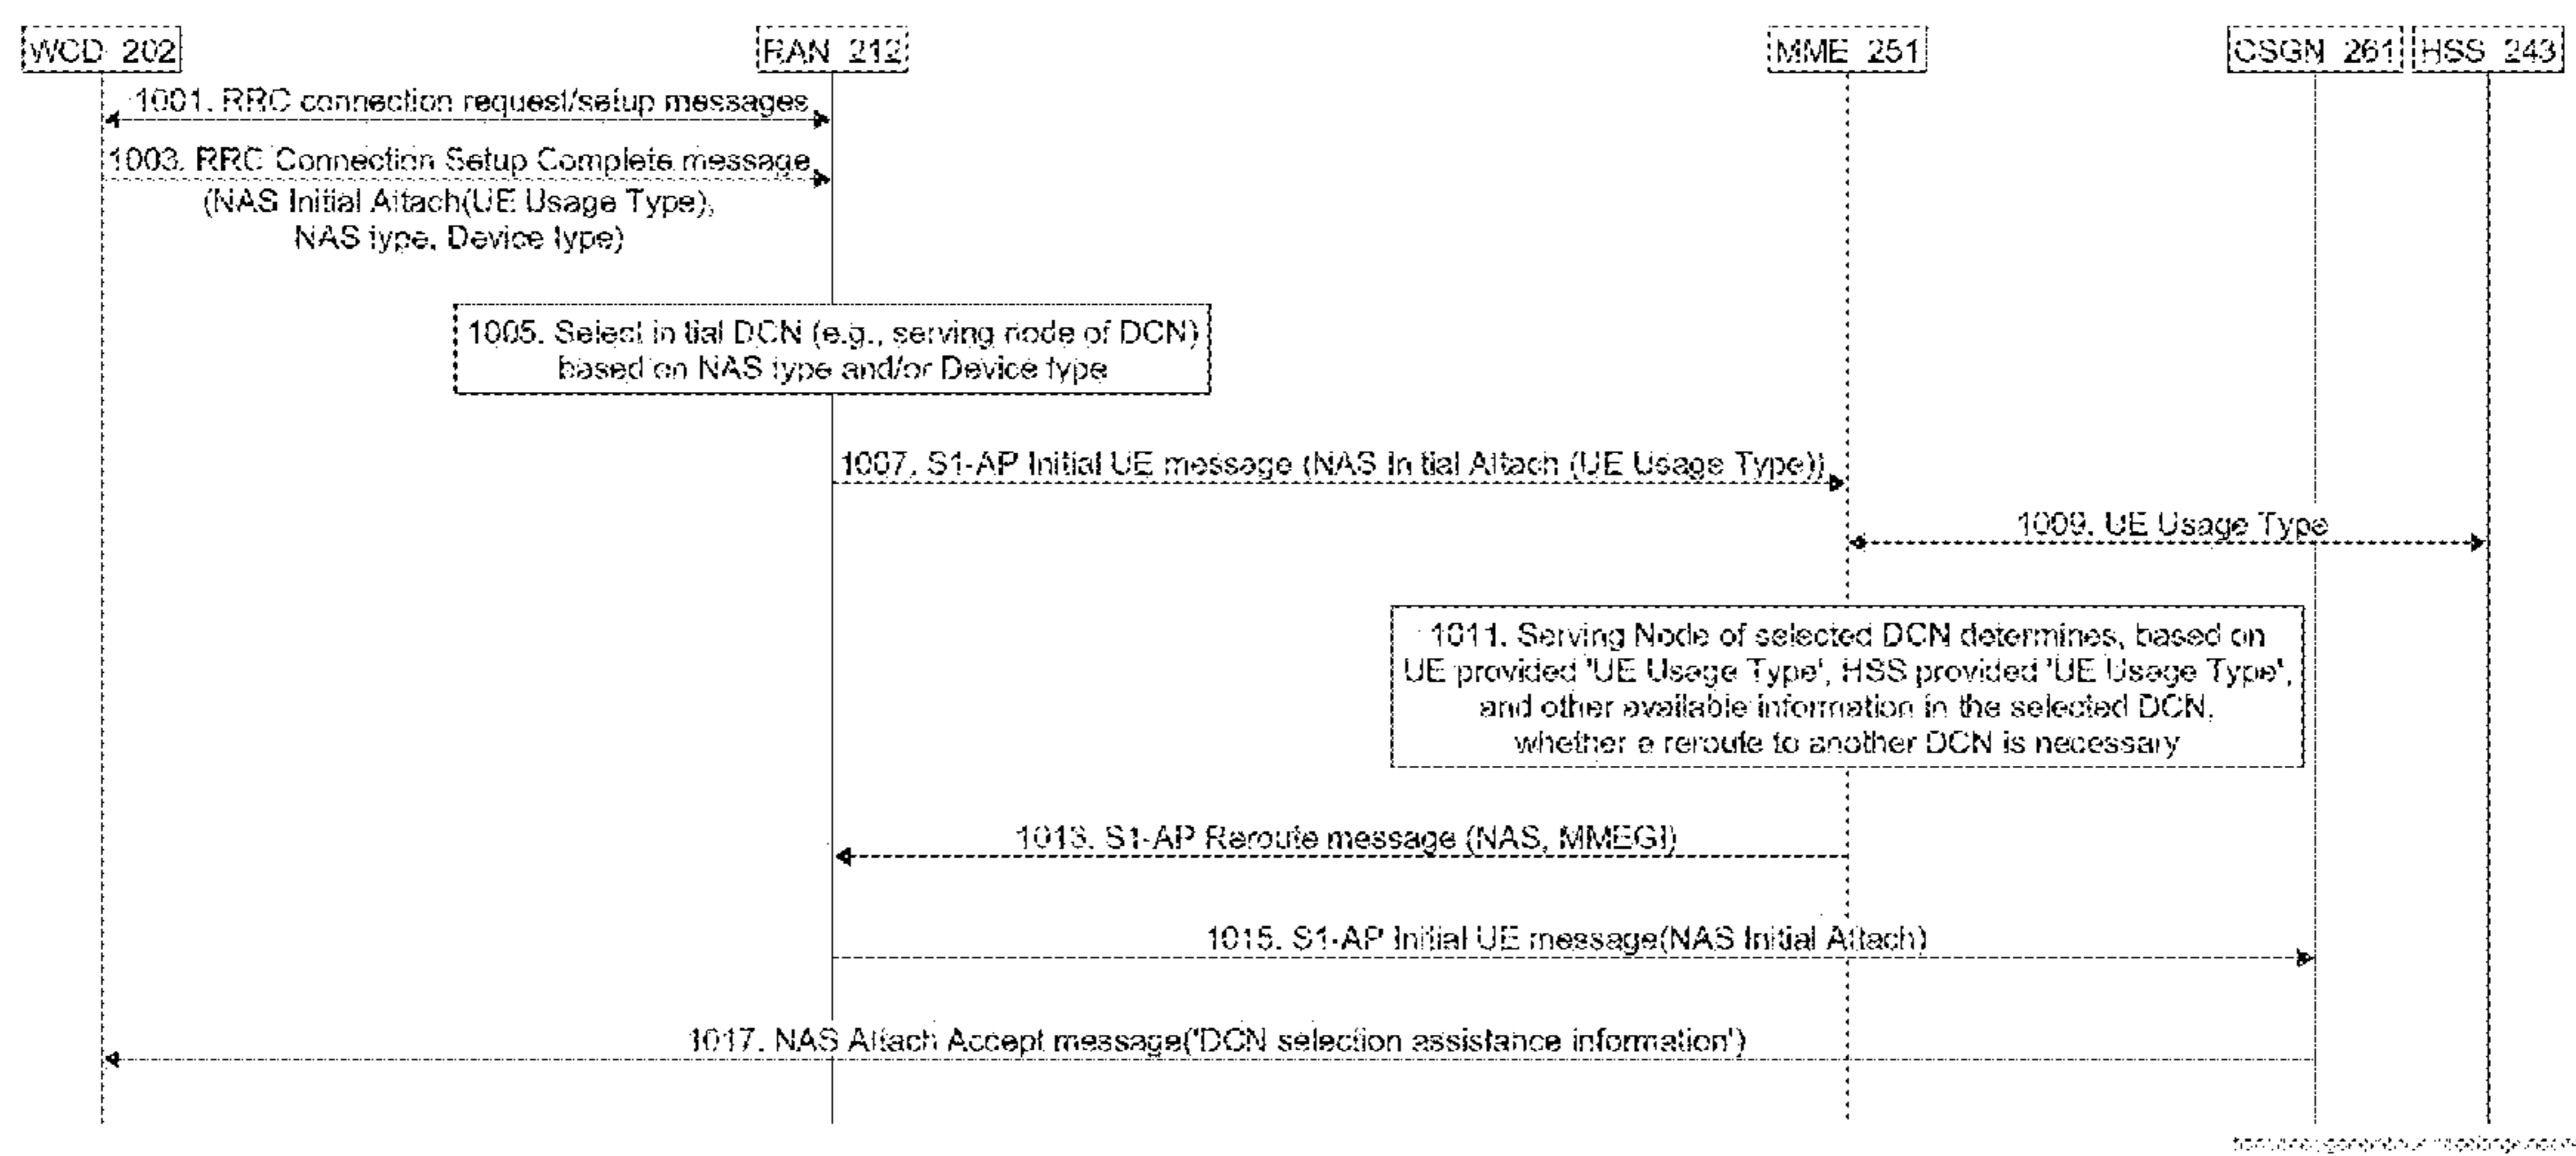 WCD 202
RAN 212
MME 251
CSGN 261
HSS 243
1001. RRC connection request/setup messages
1003. RRC Connection Setup Complete message
(NAS Initial Attach(UE Usage Type),
NAS type, Device type)
1005. Select initial DCN (e.g., serving node of DCN)
based on NAS type and/or Device type
1007. S1-AP Initial UE message (NAS Initial Attach (UE Usage Type))
1009. UE Usage Type
1011. Serving Node of selected DCN determines, based on
UE provided 'UE Usage Type', HSS provided 'UE Usage Type',
and other available information in the selected DCN,
whether a reroute to another DCN is necessary
1013. S1-AP Reroute message (NAS, MMEGI)
1015. S1-AP Initial UE message(NAS Initial Attach)
1017. NAS Attach Accept message('DCN selection assistance information')